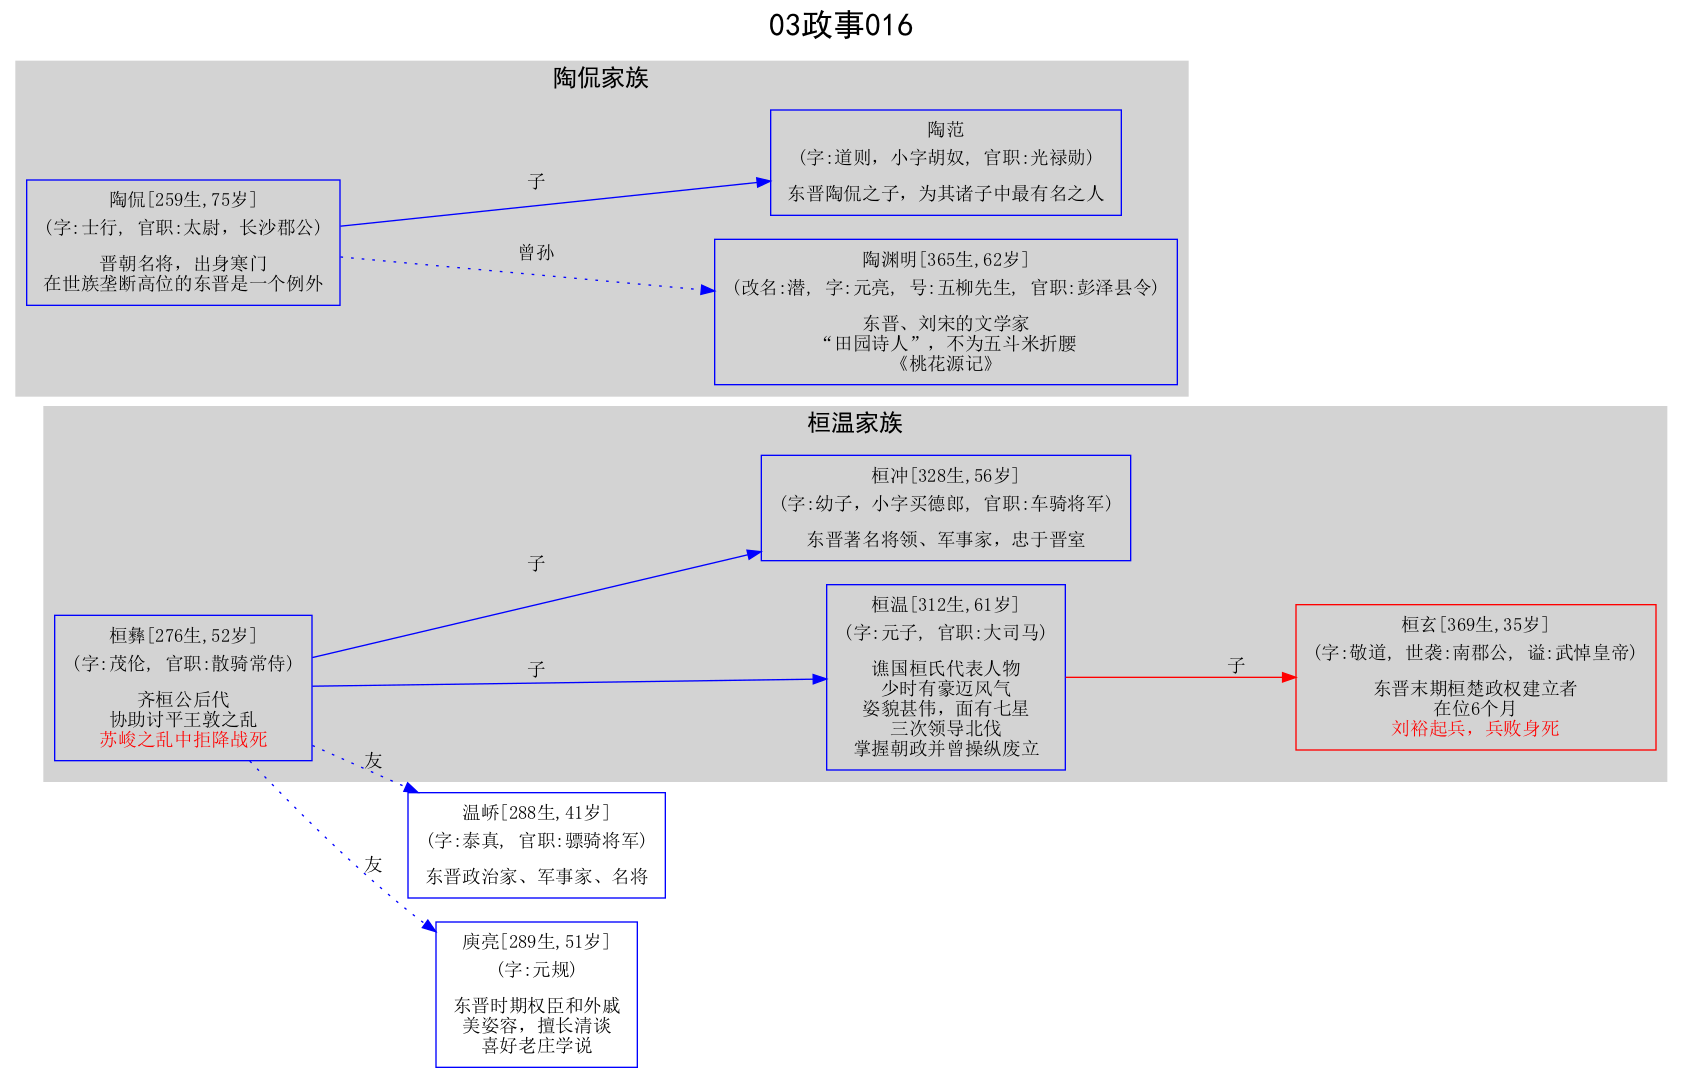 03政事016
陶侃家族
陶侃[259生,75岁]
(字:士行, 官职:太尉，长沙郡公)
晋朝名将，出身寒门
在世族垄断高位的东晋是一个例外
子
陶范
(字:道则，小字胡奴, 官职:光禄勋)
东晋陶侃之子，为其诸子中最有名之人
曾孙
陶渊明[365生,62岁]
(改名:潜, 字:元亮, 号:五柳先生, 官职:彭泽县令)
东晋、刘宋的文学家
“田园诗人”，不为五斗米折腰
《桃花源记》
桓温家族
桓彝[276生,52岁]
(字:茂伦, 官职:散骑常侍)
齐桓公后代
协助讨平王敦之乱
苏峻之乱中拒降战死
子
桓冲[328生,56岁]
(字:幼子，小字买德郎, 官职:车骑将军)
东晋著名将领、军事家，忠于晋室
子
桓温[312生,61岁]
(字:元子, 官职:大司马)
谯国桓氏代表人物
少时有豪迈风气
姿貌甚伟，面有七星
三次领导北伐
掌握朝政并曾操纵废立
子
桓玄[369生,35岁]
(字:敬道, 世袭:南郡公, 谥:武悼皇帝)
东晋末期桓楚政权建立者
在位6个月
刘裕起兵，兵败身死
友
温峤[288生,41岁]
(字:泰真, 官职:骠骑将军)
东晋政治家、军事家、名将
友
庾亮[289生,51岁]
(字:元规)
东晋时期权臣和外戚
美姿容，擅长清谈
喜好老庄学说